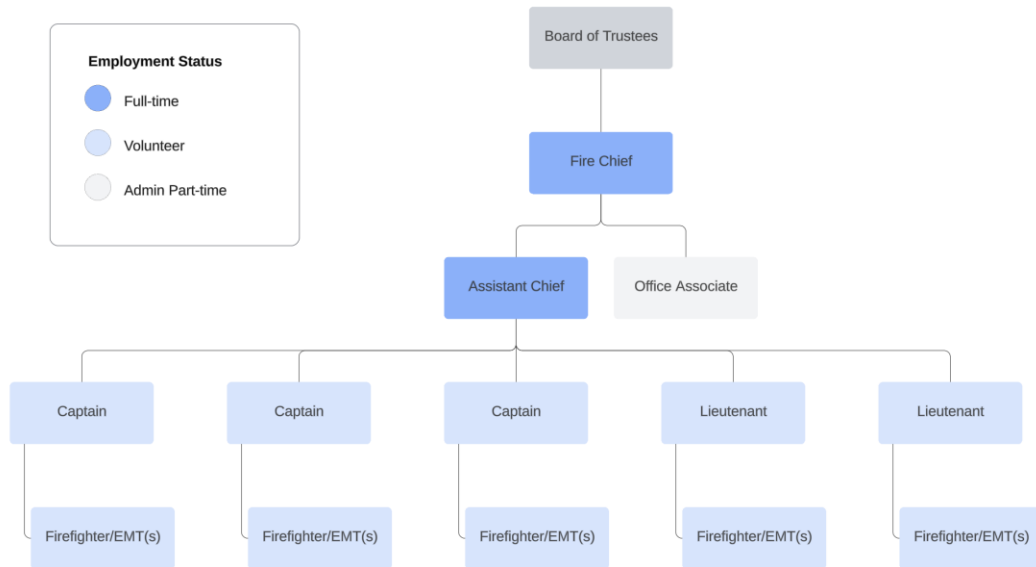 Board of Trustees
Employment Status
Full-time
Volunteer
Admin Part-time
Fire Chief
Assistant Chief
Office Associate
Captain
Captain
Captain
Lieutenant
Lieutenant
Firefighter/EMT(s)
Firefighter/EMT(s)
Firefighter/EMT(s)
Firefighter/EMT(s)
Firefighter/EMT(s)